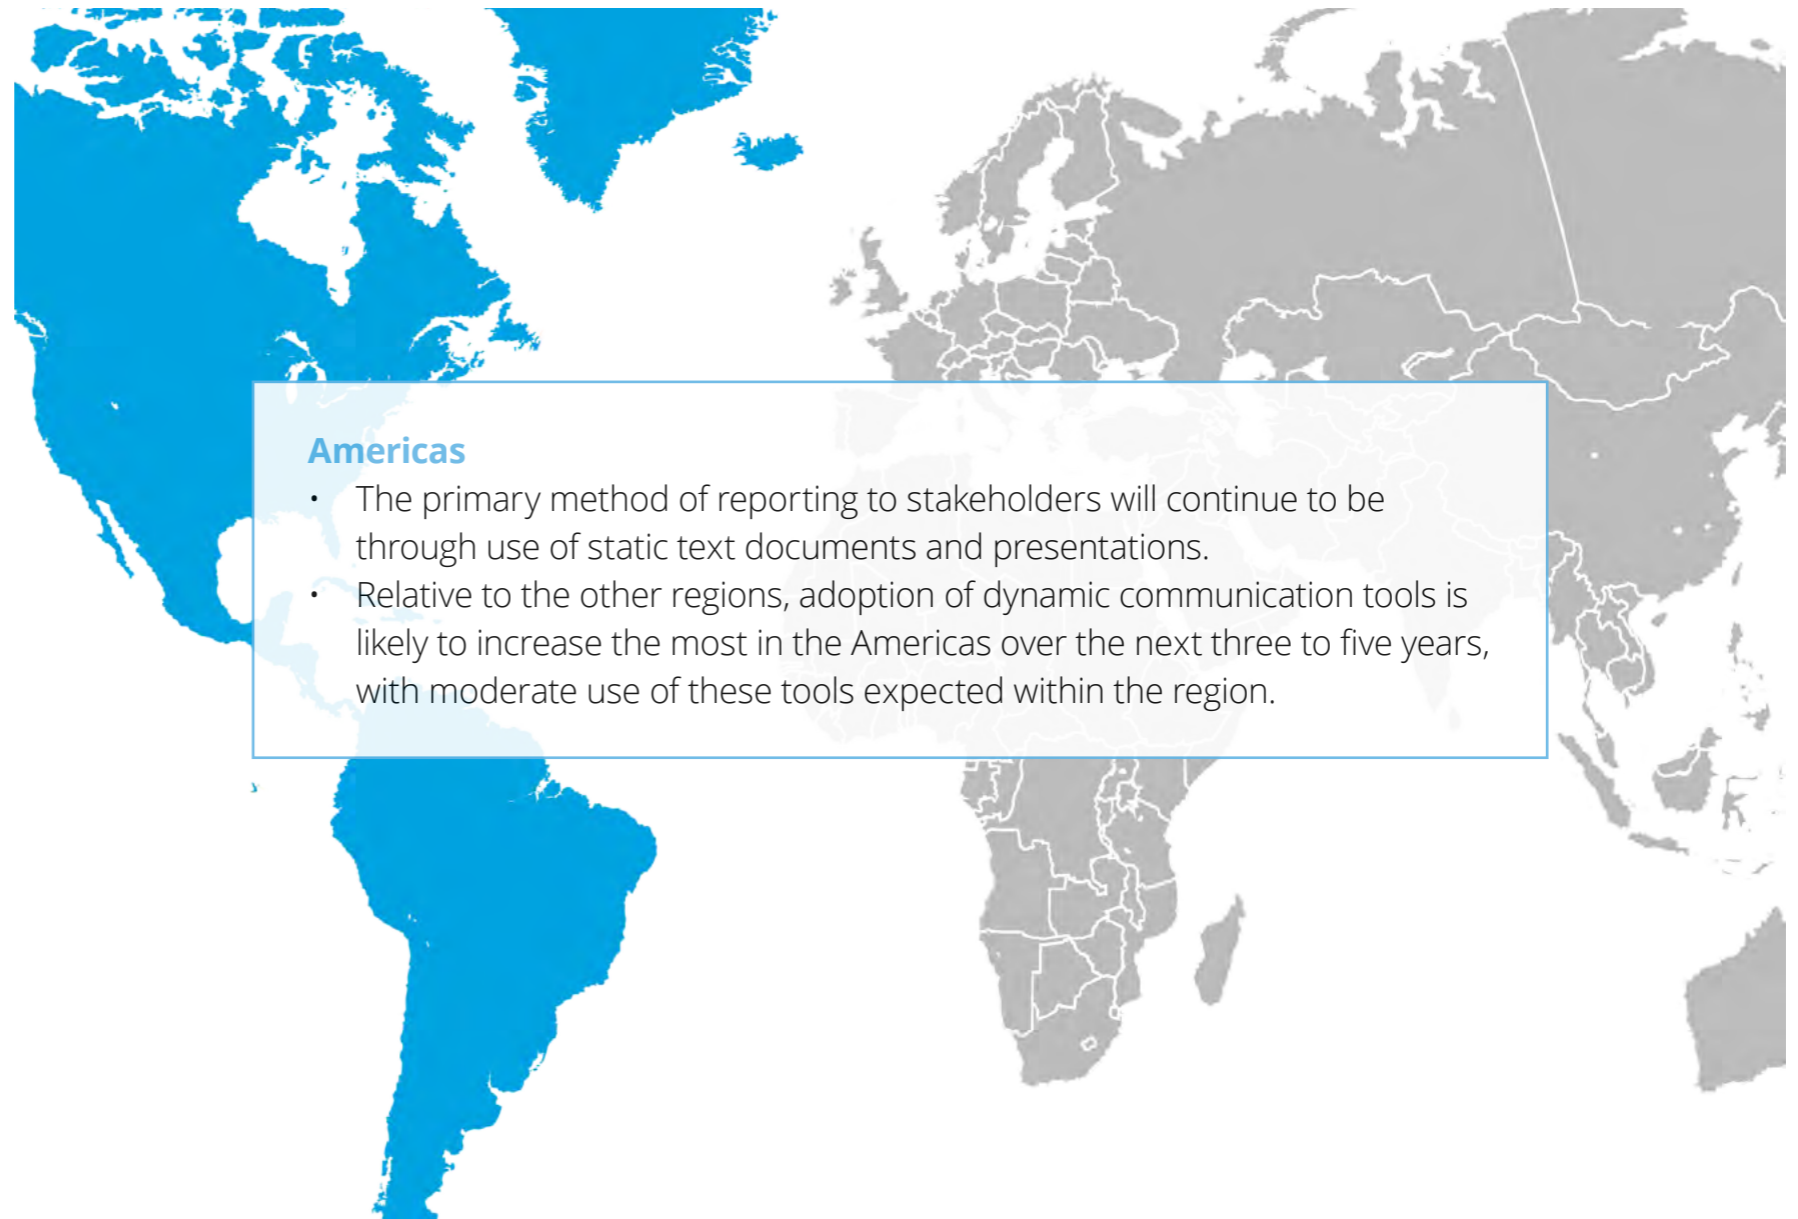 Americas
• The primary method of reporting to stakeholders will continue to be
through use of static text documents and presentations.
• Relative to the other regions, adoption of dynamic communication tools is
likely to increase the most in the Americas over the next three to five years,
with moderate use of these tools expected within the region.